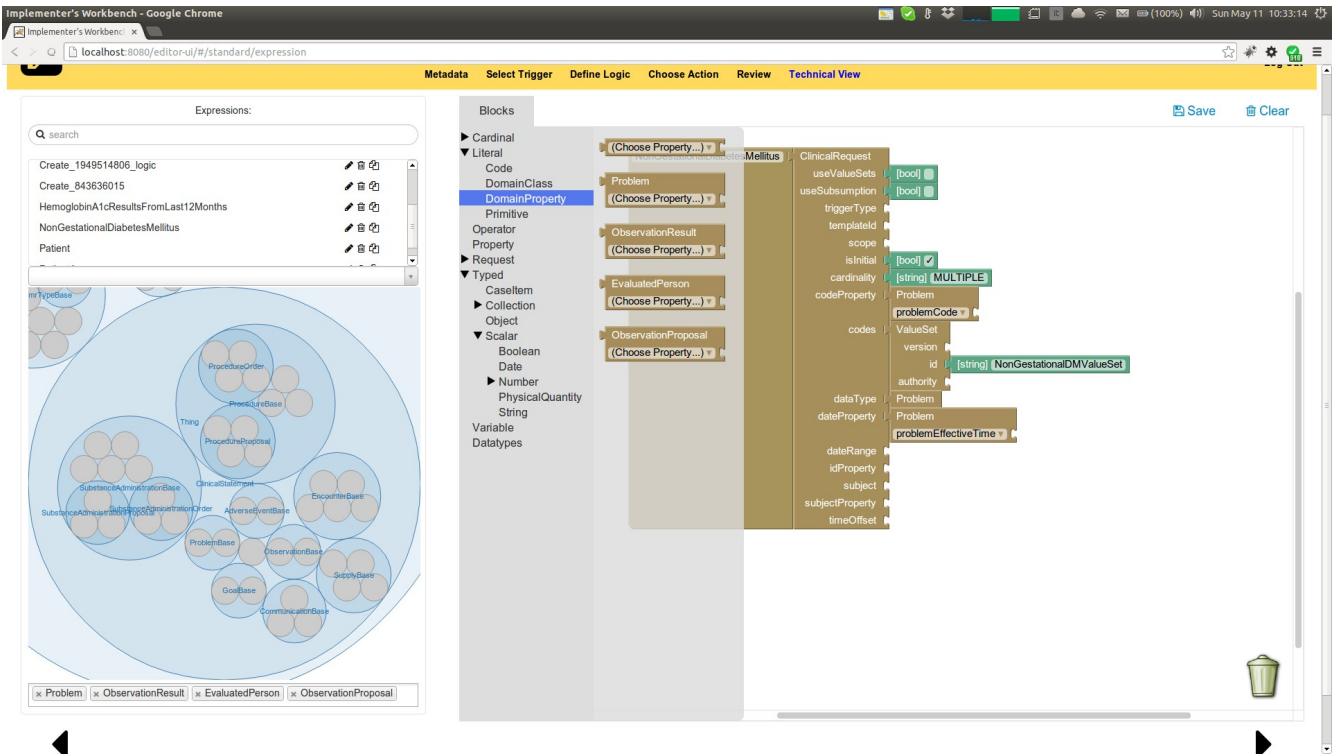 Implementer's Workbench - Google Chrome
(100%) Sun May 11 10:33:14
Implementer's Workbenc
localhost:8080/editor-ui/#/standard/expression
Metadata Select Trigger Define Logic Choose Action Review Technical View
Expressions:
search
Create_1949514806_logic
Create_843636015
HemoglobinA1cResultsFromLast12Months
NonGestationalDiabetesMellitus
Patient
mrTypeBase
ProcedureOrder
ProcedureBase
Thing
ProcedureProposal
SubstanceAdministrationBase
ClinicalStatement
EncounterBase
SubstanceAdministrationProposal
SubstanceAdministrationOrder
AdverseEventBase
ProblemBase
ObservationBase
SupplyBase
GoalBase
CommunicationBase
× Problem × ObservationResult × EvaluatedPerson × ObservationProposal
Blocks
Save Clear
Cardinal
Literal
Code
DomainClass
DomainProperty
Primitive
Operator
Property
Request
Typed
CaseItem
Collection
Object
Scalar
Boolean
Date
Number
PhysicalQuantity
String
Variable
Datatypes
(Choose Property...)
Problem
(Choose Property...)
ObservationResult
(Choose Property...)
EvaluatedPerson
(Choose Property...)
ObservationProposal
(Choose Property...)
NonGestationalDiabetesMellitus
ClinicalRequest
useValueSets [bool]
useSubsumption [bool]
triggerType
templateId
scope
isInitial [bool] ✓
cardinality [string] MULTIPLE
codeProperty Problem
problemCode
codes ValueSet
version
id [string] NonGestationalDMValueSet
authority
dataType Problem
dateProperty Problem
problemEffectiveTime
dateRange
idProperty
subject
subjectProperty
timeOffset